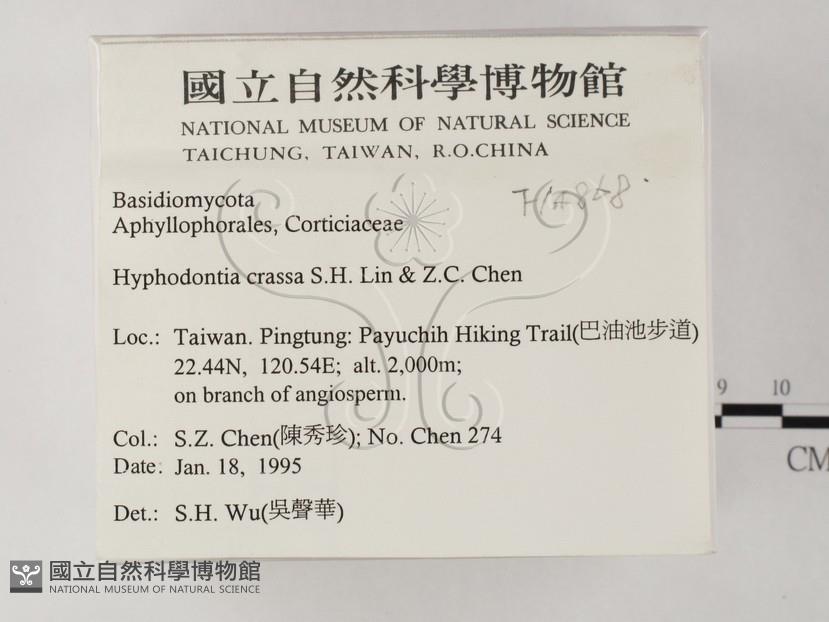 國立自然科學博物館
NATIONAL MUSEUM OF NATURAL SCIENCE
TAICHUNG, TAIWAN, R.O.CHINA
Basidiomycota
Aphyllophorales, Corticiaceae
Hyphodontia crassa S.H. Lin & Z.C. Chen
Loc.: Taiwan. Pingtung: Payuchih Hiking Trail(巴油池步道)
22.44N, 120.54E; alt. 2,000m;
on branch of angiosperm.
Col.: S.Z. Chen(陳秀珍); No. Chen 274
Date: Jan. 18, 1995
Det.: S.H. Wu(吳聲華)
9 10
CM
國立自然科學博物館
NATIONAL MUSEUM OF NATURAL SCIENCE